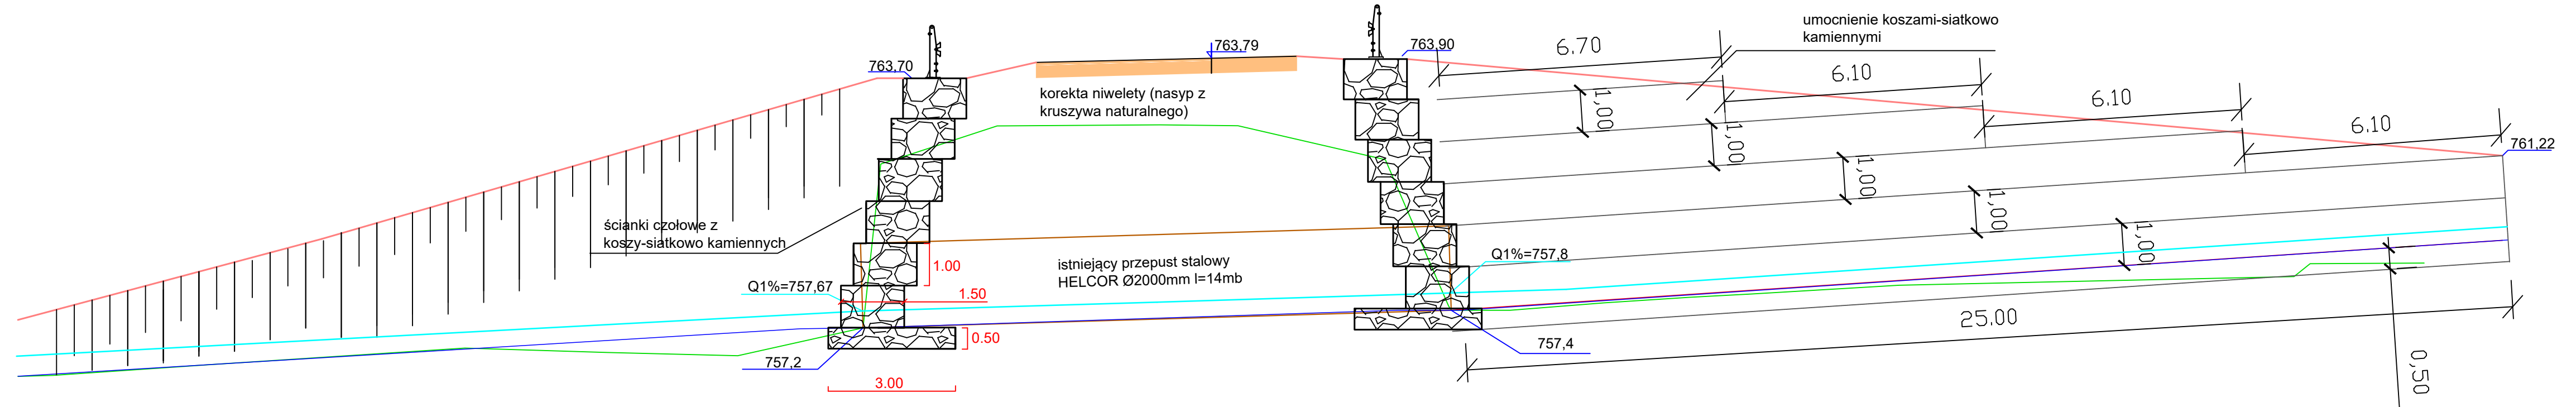 umocnienie koszami-siatkowo
kamiennymi
763,70
763,79
763,90
6.70
6.10
6.10
6.10
761,22
korekta niwelety (nasyp z
kruszywa naturalnego)
1,00
1,00
1,00
1,00
1,00
ścianki czołowe z
koszy-siatkowo kamiennych
istniejący przepust stalowy
HELCOR Ø2000mm l=14mb
Q1%=757,8
Q1%=757,67
1.00
1.50
0.50
25.00
757,2
757,4
3.00
0,50